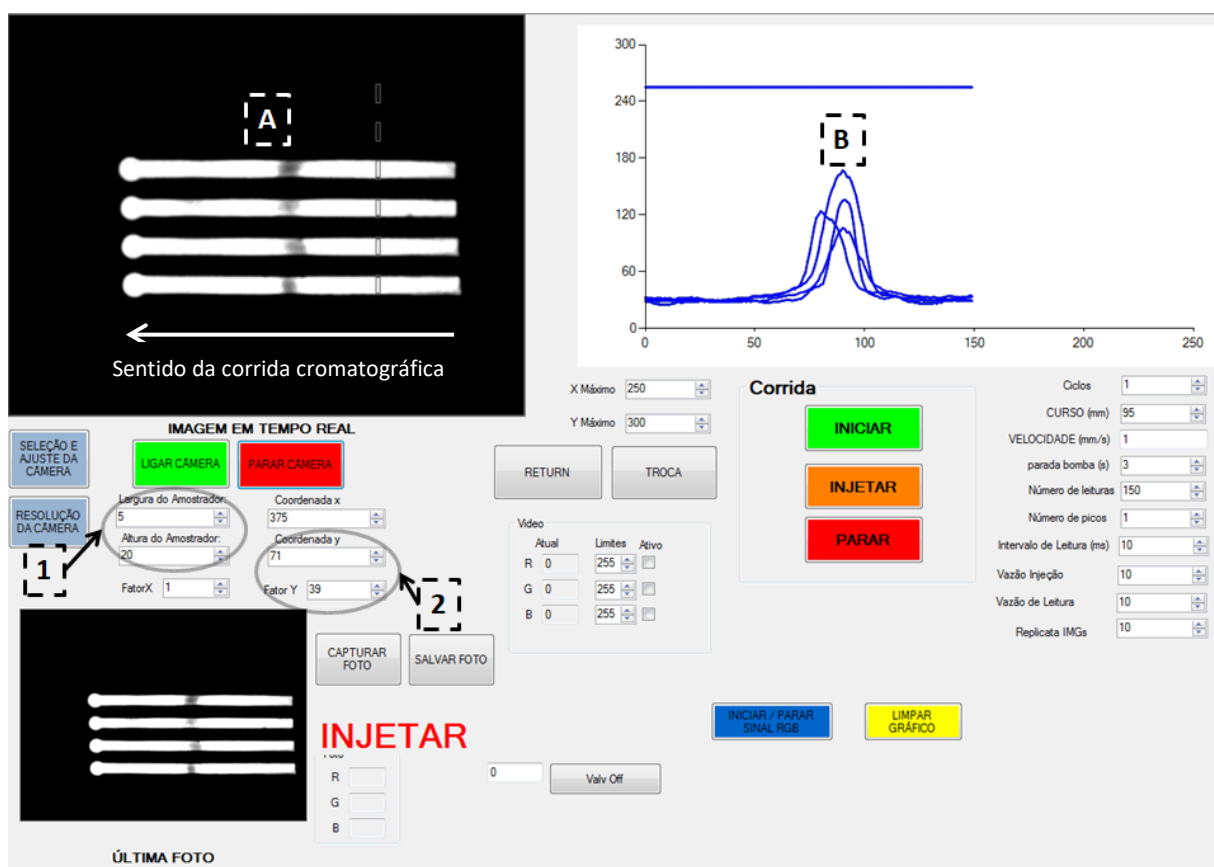 A
Sentido da corrida cromatográfica
300
240
180
120
60
0
0
50
100
150
200
250
B
IMAGEM EM TEMPO REAL
SELEÇÃO E
AJUSTE DA
CÂMERA
LIGAR CÂMERA
PARAR CÂMERA
RESOLUÇÃO
DA CÂMERA
Largura do Amostrador:
5
Altura do Amostrador:
20
FatorX 1
Coordenada x
375
Coordenada y
71
Fator Y 39
1
2
X Máximo 250
Y Máximo 300
RETURN
TROCA
Video
Atual Limites Ativo
R 0 255
G 0 255
B 0 255
Corrida
INICIAR
INJETAR
PARAR
Ciclos 1
CURSO (mm) 95
VELOCIDADE (mm/s) 1
parada bomba (s) 3
Número de leituras 150
Número de picos 1
Intervalo de Leitura (ms) 10
Vazão Injeção 10
Vazão de Leitura 10
Replicata IMGs 10
CAPTURAR
FOTO
SALVAR FOTO
INJETAR
Foto
R
G
B
0
Valv Off
INICIAR / PARAR
SINAL RGB
LIMPAR
GRÁFICO
ÚLTIMA FOTO